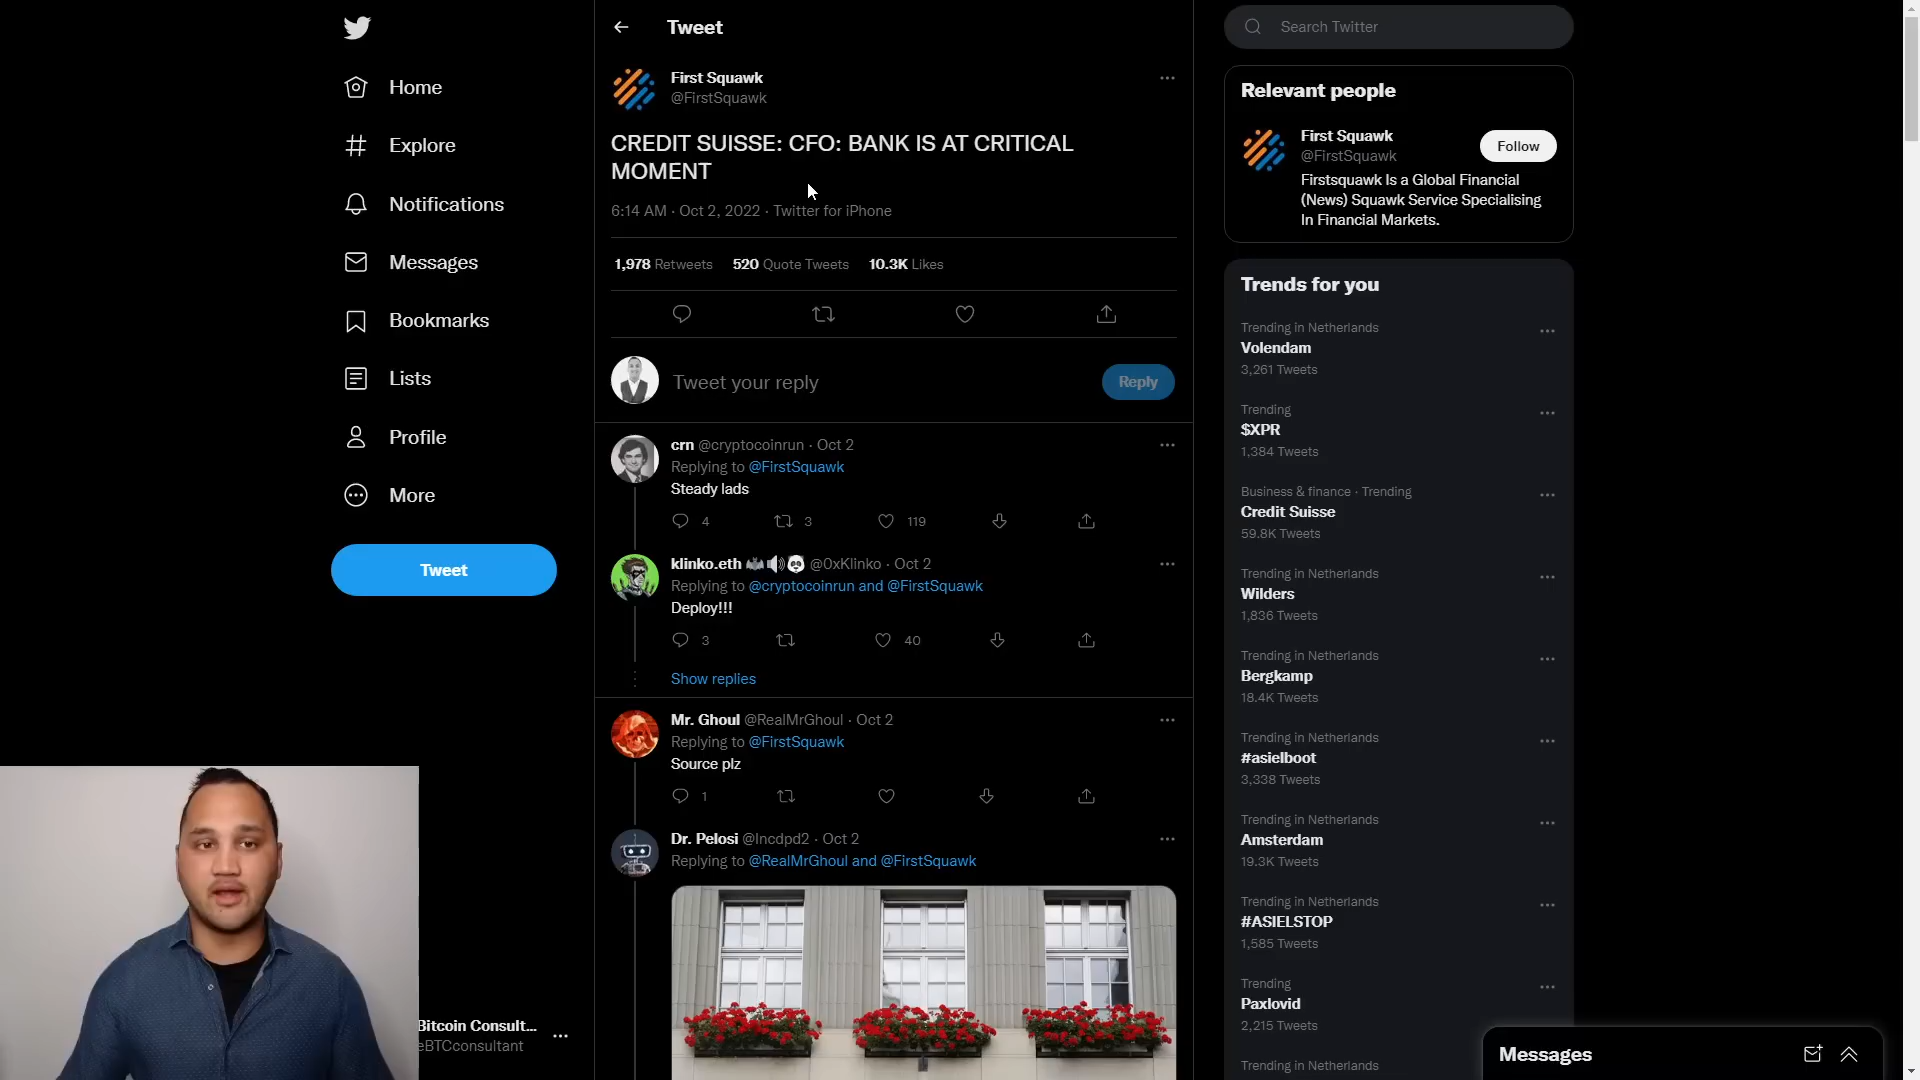 Home
Explore
Notifications
Messages
Bookmarks
Lists
Profile
More
Tweet
Bitcoin Consult...
eBTCconsultant
Tweet
First Squawk
@FirstSquawk
CREDIT SUISSE: CFO: BANK IS AT CRITICAL
MOMENT
6:14 AM · Oct 2, 2022 · Twitter for iPhone
1,978 Retweets 520 Quote Tweets 10.3K Likes
Tweet your reply
Reply
crn @cryptocoinrun · Oct 2
Replying to @FirstSquawk
Steady lads
4 3 119
klinko.eth @0xKlinko · Oct 2
Replying to @cryptocoinrun and @FirstSquawk
Deploy!!!
3 40
Show replies
Mr. Ghoul @RealMrGhoul · Oct 2
Replying to @FirstSquawk
Source plz
1
Dr. Pelosi @lncdpd2 · Oct 2
Replying to @RealMrGhoul and @FirstSquawk
Search Twitter
Relevant people
First Squawk
@FirstSquawk
Follow
Firstsquawk Is a Global Financial
(News) Squawk Service Specialising
In Financial Markets.
Trends for you
Trending in Netherlands
Volendam
3,261 Tweets
Trending
$XPR
1,384 Tweets
Business & finance · Trending
Credit Suisse
59.8K Tweets
Trending in Netherlands
Wilders
1,836 Tweets
Trending in Netherlands
Bergkamp
18.4K Tweets
Trending in Netherlands
#asielboot
3,338 Tweets
Trending in Netherlands
Amsterdam
19.3K Tweets
Trending in Netherlands
#ASIELSTOP
1,585 Tweets
Trending
Paxlovid
2,215 Tweets
Trending in Netherlands
Messages